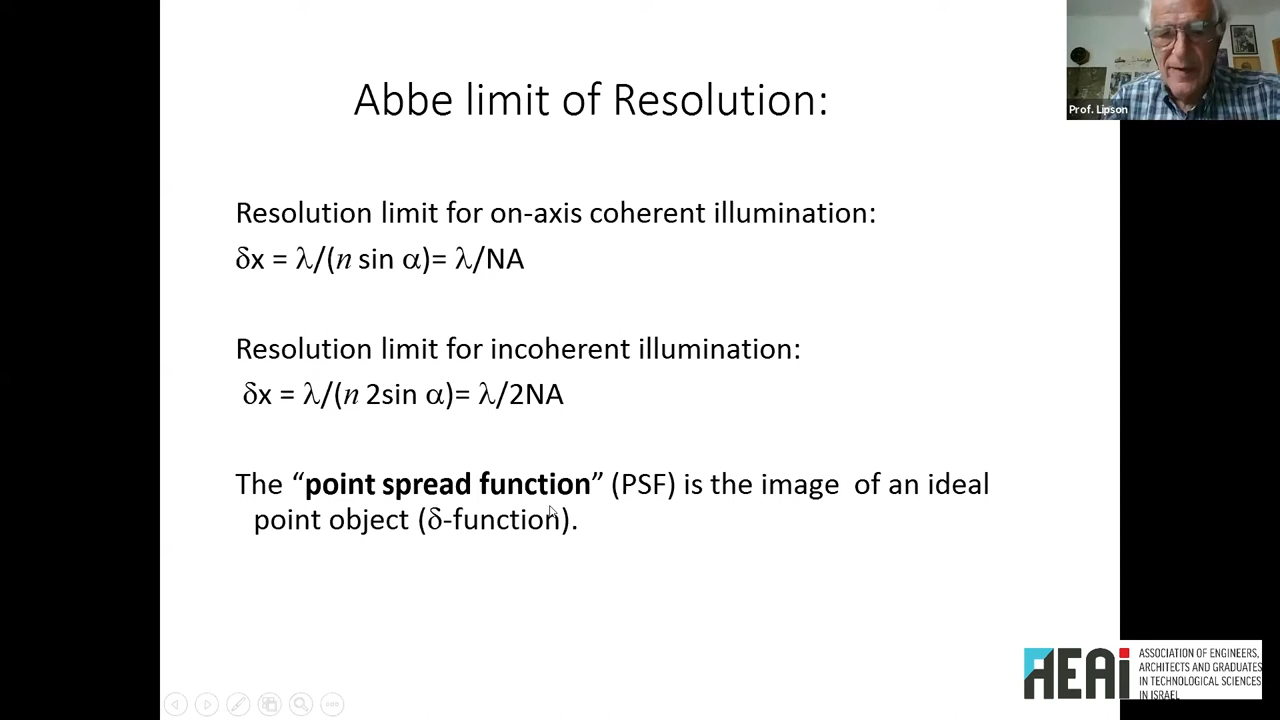 Abbe limit of Resolution:
Prof. Lipson
Resolution limit for on-axis coherent illumination:
δx = λ/(n sin α)= λ/NA
Resolution limit for incoherent illumination:
δx = λ/(n 2sin α)= λ/2NA
The “point spread function” (PSF) is the image of an ideal
point object (δ-function).
AEAi
ASSOCIATION OF ENGINEERS,
ARCHITECTS AND GRADUATES
IN TECHNOLOGICAL SCIENCES
IN ISRAEL